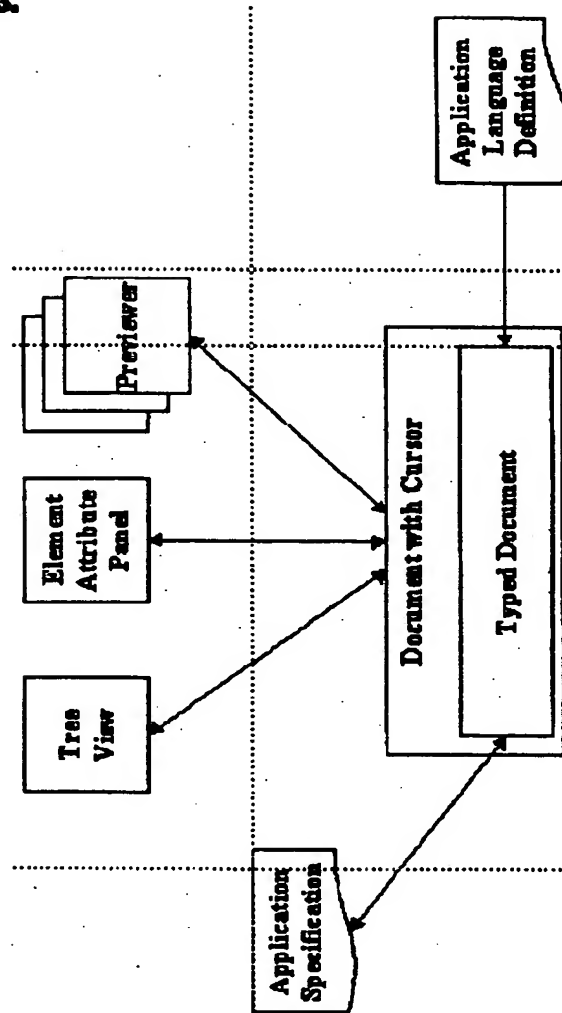 Tree
View
Element
Attribute
Panel
Previewer
Application
Specification
Document with Cursor
Typed Document
Application
Language
Definition